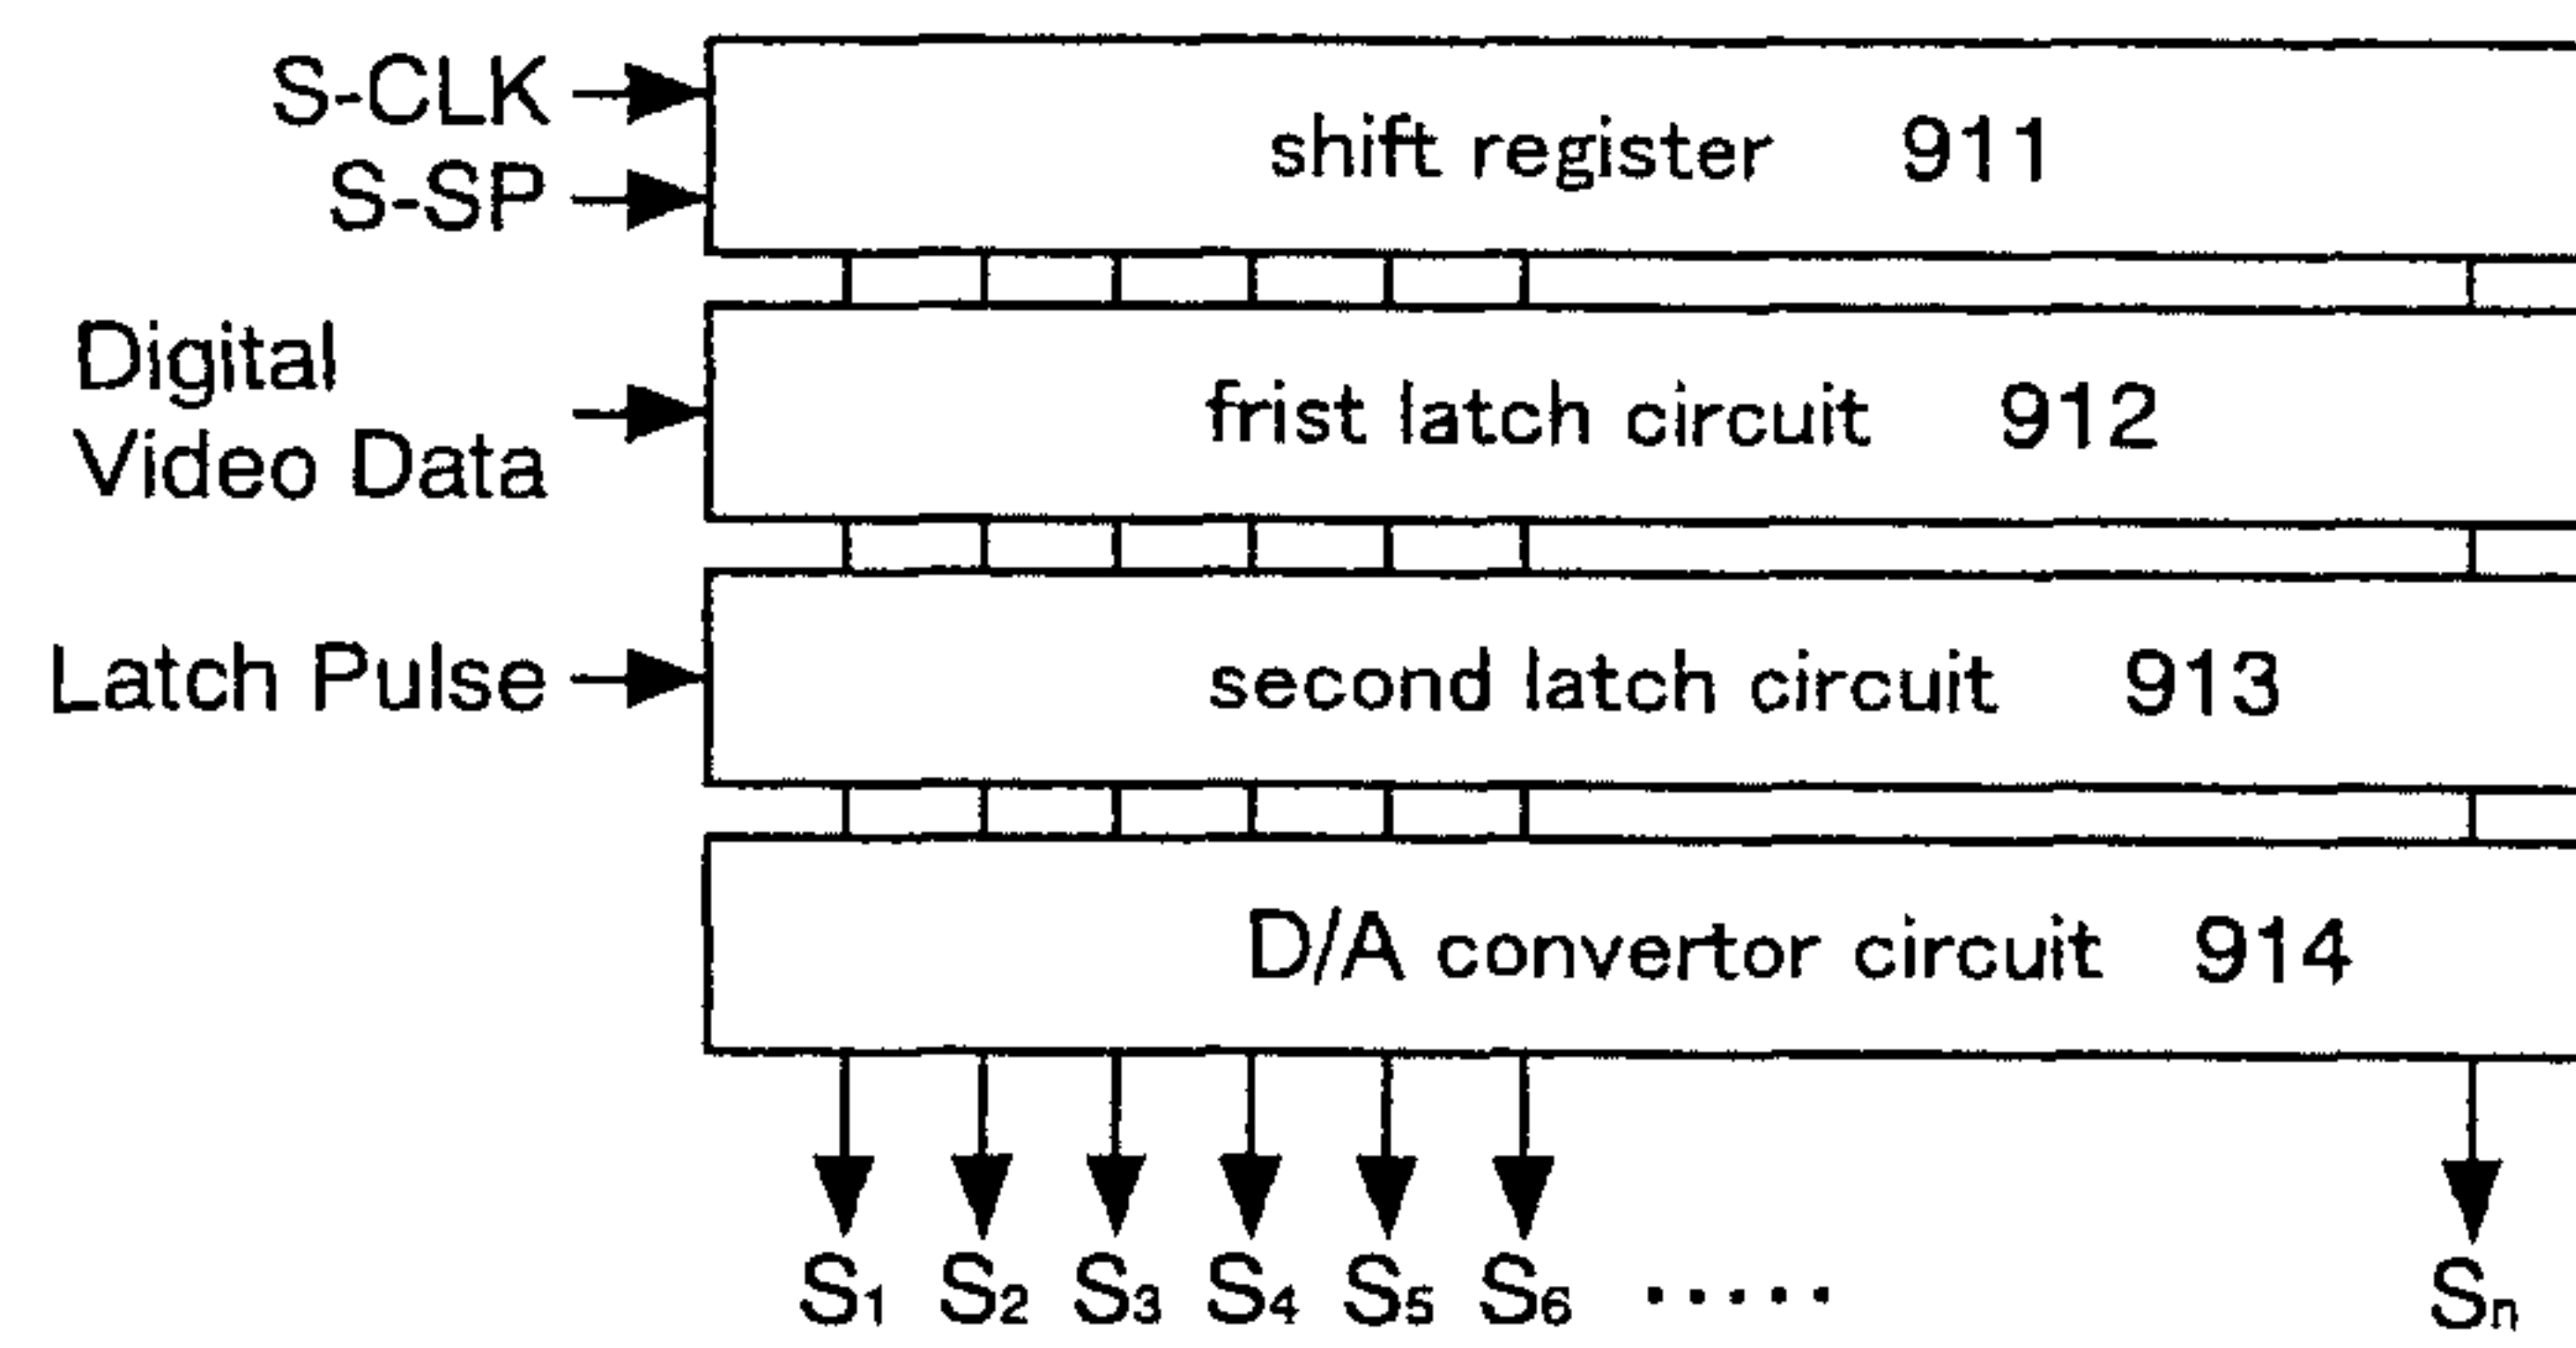 S-CLK
S-SP
shift register 911
Digital
Video Data
frist latch circuit 912
Latch Pulse
second latch circuit 913
D/A convertor circuit 914
S1 S2 S3 S4 S5 S6 ..... Sn